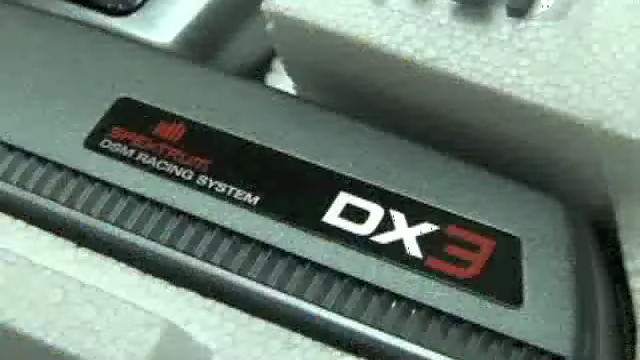 SPEKTRUM
DSM RACING SYSTEM
DX3